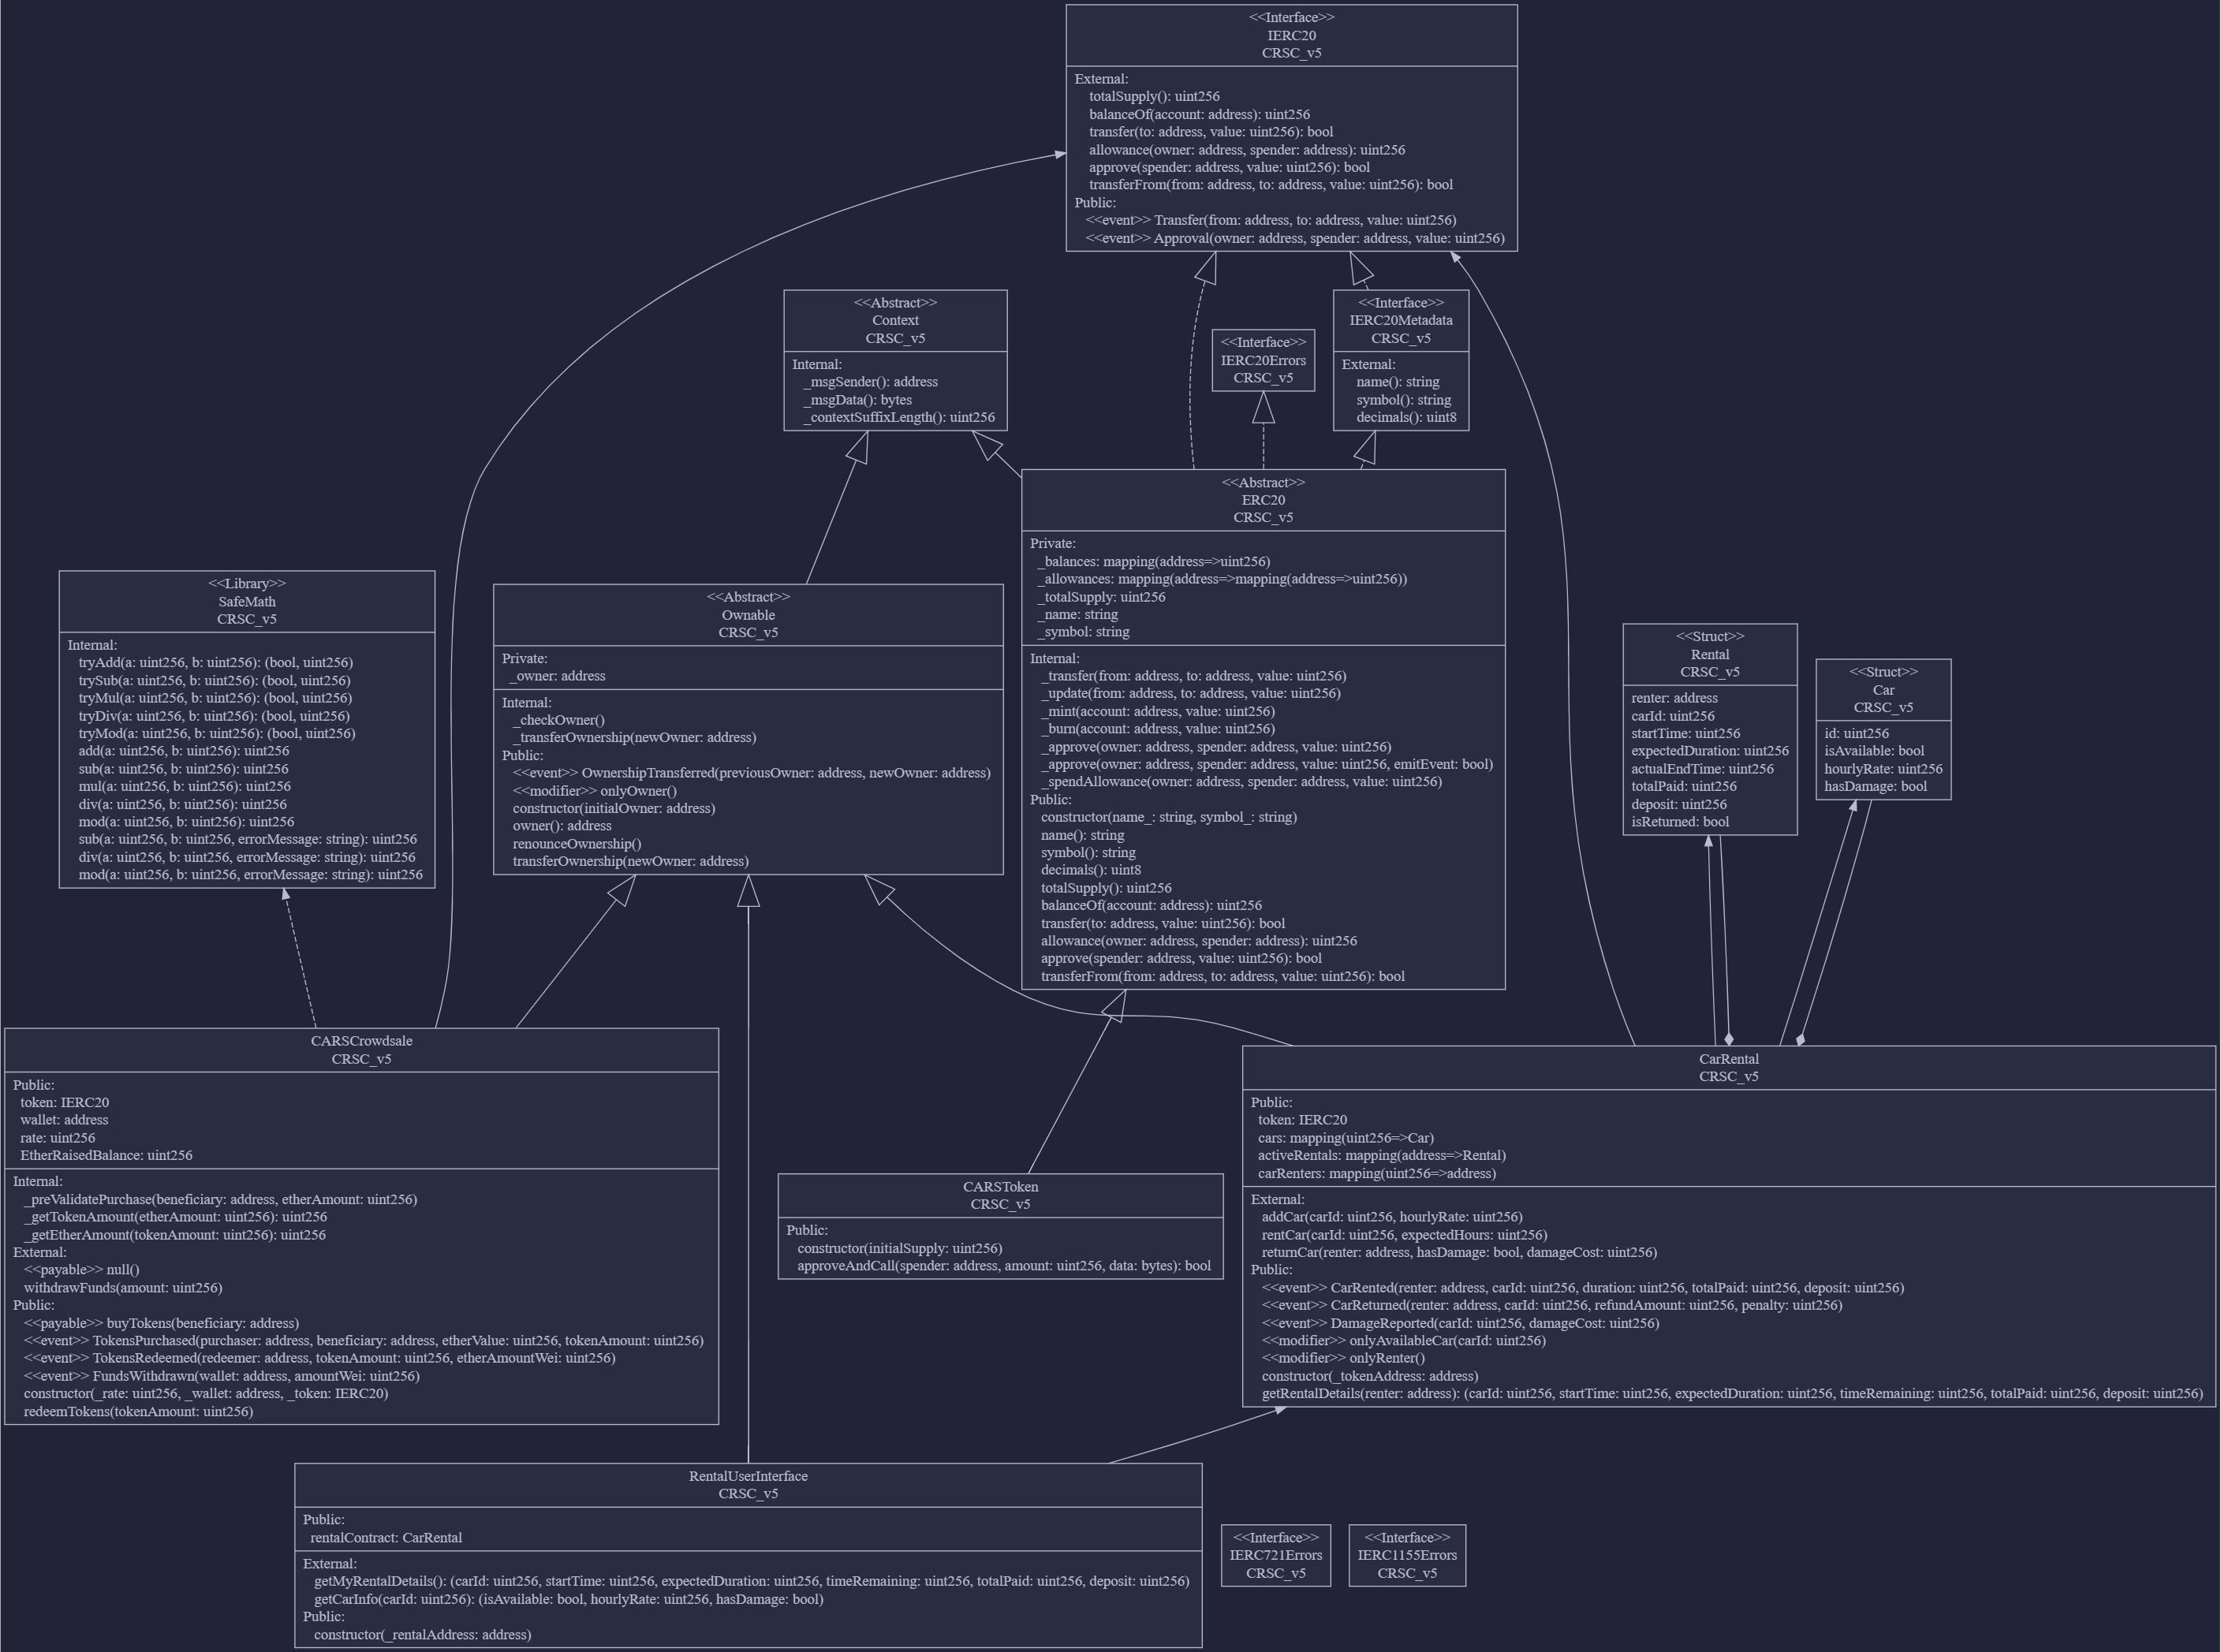 <<Interface>>
IERC20
CRSC_v5
External:
totalSupply(): uint256
balanceOf(account: address): uint256
transfer(to: address, value: uint256): bool
allowance(owner: address, spender: address): uint256
approve(spender: address, value: uint256): bool
transferFrom(from: address, to: address, value: uint256): bool
Public:
<<event>> Transfer(from: address, to: address, value: uint256)
<<event>> Approval(owner: address, spender: address, value: uint256)
<<Abstract>>
Context
CRSC_v5
Internal:
_msgSender(): address
_msgData(): bytes
_contextSuffixLength(): uint256
<<Interface>>
IERC20Errors
CRSC_v5
<<Interface>>
IERC20Metadata
CRSC_v5
External:
name(): string
symbol(): string
decimals(): uint8
<<Abstract>>
ERC20
CRSC_v5
Private:
_balances: mapping(address=>uint256)
_allowances: mapping(address=>mapping(address=>uint256))
_totalSupply: uint256
_name: string
_symbol: string
Internal:
_transfer(from: address, to: address, value: uint256)
_update(from: address, to: address, value: uint256)
_mint(account: address, value: uint256)
_burn(account: address, value: uint256)
_approve(owner: address, spender: address, value: uint256)
_approve(owner: address, spender: address, value: uint256, emitEvent: bool)
_spendAllowance(owner: address, spender: address, value: uint256)
Public:
constructor(name_: string, symbol_: string)
name(): string
symbol(): string
decimals(): uint8
totalSupply(): uint256
balanceOf(account: address): uint256
transfer(to: address, value: uint256): bool
allowance(owner: address, spender: address): uint256
approve(spender: address, value: uint256): bool
transferFrom(from: address, to: address, value: uint256): bool
<<Library>>
SafeMath
CRSC_v5
Internal:
tryAdd(a: uint256, b: uint256): (bool, uint256)
trySub(a: uint256, b: uint256): (bool, uint256)
tryMul(a: uint256, b: uint256): (bool, uint256)
tryDiv(a: uint256, b: uint256): (bool, uint256)
tryMod(a: uint256, b: uint256): (bool, uint256)
add(a: uint256, b: uint256): uint256
sub(a: uint256, b: uint256): uint256
mul(a: uint256, b: uint256): uint256
div(a: uint256, b: uint256): uint256
mod(a: uint256, b: uint256): uint256
sub(a: uint256, b: uint256, errorMessage: string): uint256
div(a: uint256, b: uint256, errorMessage: string): uint256
mod(a: uint256, b: uint256, errorMessage: string): uint256
<<Abstract>>
Ownable
CRSC_v5
Private:
_owner: address
Internal:
_checkOwner()
_transferOwnership(newOwner: address)
Public:
<<event>> OwnershipTransferred(previousOwner: address, newOwner: address)
<<modifier>> onlyOwner()
constructor(initialOwner: address)
owner(): address
renounceOwnership()
transferOwnership(newOwner: address)
<<Struct>>
Rental
CRSC_v5
renter: address
carId: uint256
startTime: uint256
expectedDuration: uint256
actualEndTime: uint256
totalPaid: uint256
deposit: uint256
isReturned: bool
<<Struct>>
Car
CRSC_v5
id: uint256
isAvailable: bool
hourlyRate: uint256
hasDamage: bool
CARSCrowdsale
CRSC_v5
Public:
token: IERC20
wallet: address
rate: uint256
EtherRaisedBalance: uint256
Internal:
_preValidatePurchase(beneficiary: address, etherAmount: uint256)
_getTokenAmount(etherAmount: uint256): uint256
_getEtherAmount(tokenAmount: uint256): uint256
External:
<<payable>> null()
withdrawFunds(amount: uint256)
Public:
<<payable>> buyTokens(beneficiary: address)
<<event>> TokensPurchased(purchaser: address, beneficiary: address, etherValue: uint256, tokenAmount: uint256)
<<event>> TokensRedeemed(redeemer: address, tokenAmount: uint256, etherAmountWei: uint256)
<<event>> FundsWithdrawn(wallet: address, amountWei: uint256)
constructor(_rate: uint256, _wallet: address, _token: IERC20)
redeemTokens(tokenAmount: uint256)
CARSToken
CRSC_v5
Public:
constructor(initialSupply: uint256)
approveAndCall(spender: address, amount: uint256, data: bytes): bool
CarRental
CRSC_v5
Public:
token: IERC20
cars: mapping(uint256=>Car)
activeRentals: mapping(address=>Rental)
carRenters: mapping(uint256=>address)
External:
addCar(carId: uint256, hourlyRate: uint256)
rentCar(carId: uint256, expectedHours: uint256)
returnCar(renter: address, hasDamage: bool, damageCost: uint256)
Public:
<<event>> CarRented(renter: address, carId: uint256, duration: uint256, totalPaid: uint256, deposit: uint256)
<<event>> CarReturned(renter: address, carId: uint256, refundAmount: uint256, penalty: uint256)
<<event>> DamageReported(carId: uint256, damageCost: uint256)
<<modifier>> onlyAvailableCar(carId: uint256)
<<modifier>> onlyRenter()
constructor(_tokenAddress: address)
getRentalDetails(renter: address): (carId: uint256, startTime: uint256, expectedDuration: uint256, timeRemaining: uint256, totalPaid: uint256, deposit: uint256)
RentalUserInterface
CRSC_v5
Public:
rentalContract: CarRental
External:
getMyRentalDetails(): (carId: uint256, startTime: uint256, expectedDuration: uint256, timeRemaining: uint256, totalPaid: uint256, deposit: uint256)
getCarInfo(carId: uint256): (isAvailable: bool, hourlyRate: uint256, hasDamage: bool)
Public:
constructor(_rentalAddress: address)
<<Interface>>
IERC721Errors
CRSC_v5
<<Interface>>
IERC1155Errors
CRSC_v5